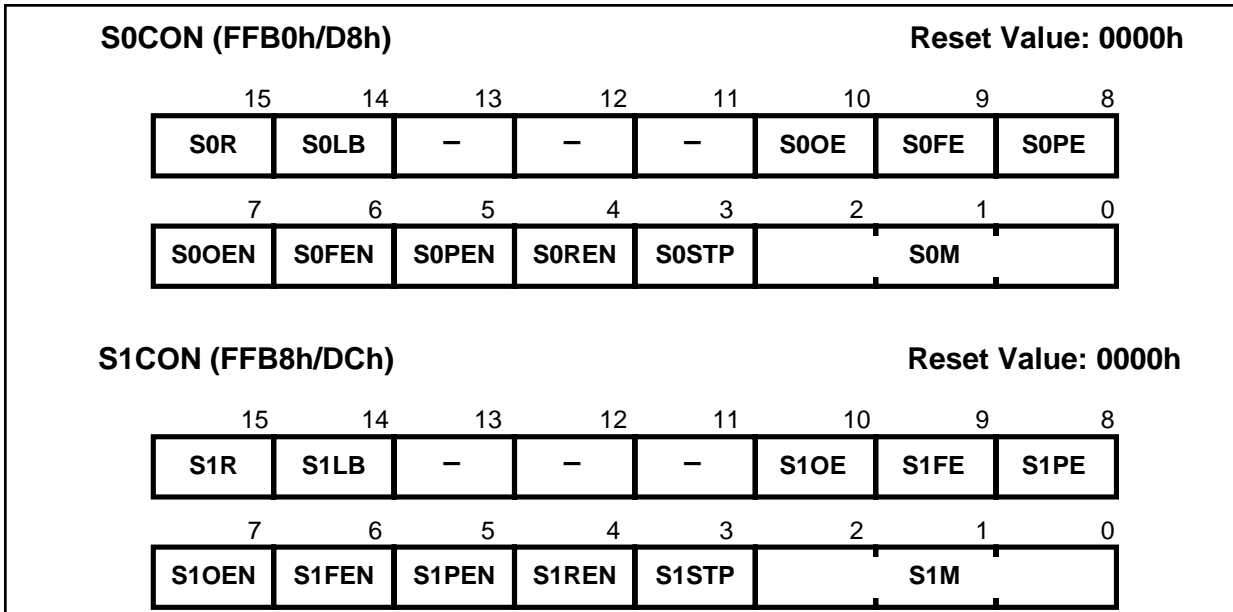 S0CON (FFB0h/D8h) Reset Value: 0000h
15 14 13 12 11 10 9 8
S0R S0LB – – – S0OE S0FE S0PE
7 6 5 4 3 2 1 0
S0OEN S0FEN S0PEN S0REN S0STP S0M
S1CON (FFB8h/DCh) Reset Value: 0000h
15 14 13 12 11 10 9 8
S1R S1LB – – – S1OE S1FE S1PE
7 6 5 4 3 2 1 0
S1OEN S1FEN S1PEN S1REN S1STP S1M